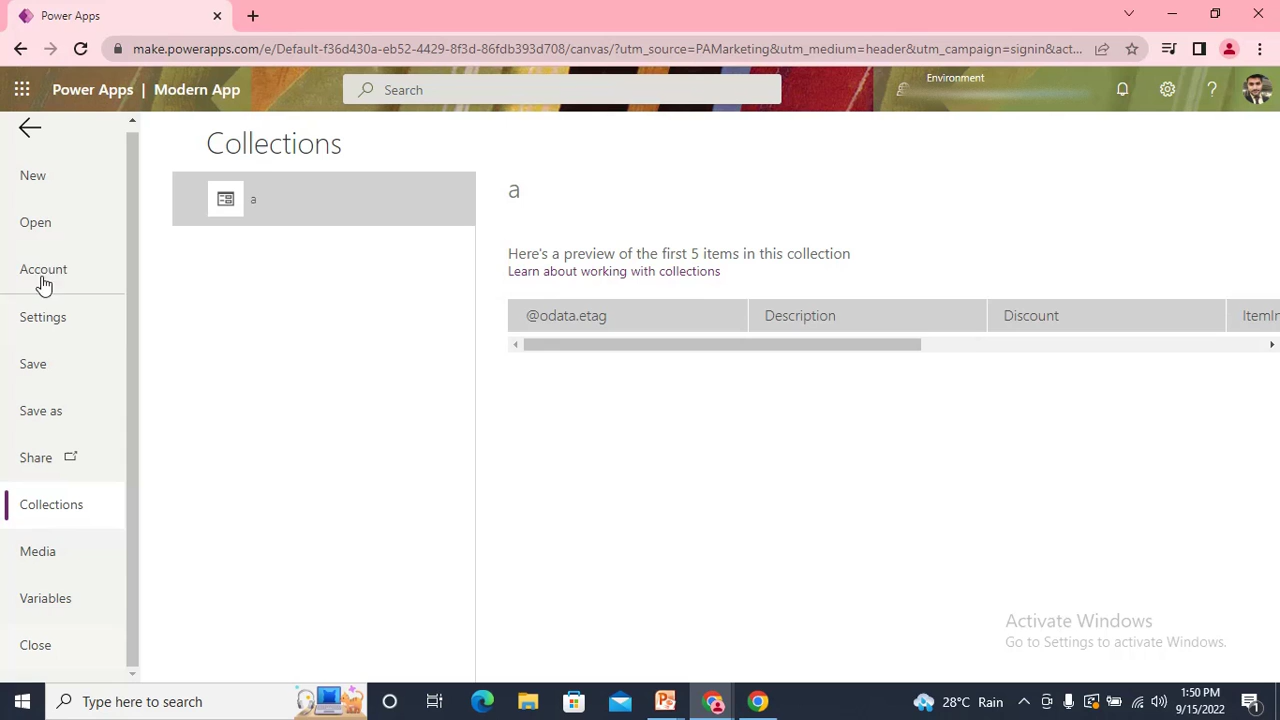 Power Apps
make.powerapps.com/e/Default-f36d430a-eb52-4429-8f3d-86fdb393d708/canvas/?utm_source=PAMarketing&utm_medium=header&utm_campaign=signin&act...
Power Apps | Modern App
Search
Environment
Collections
New
Open
Account
Settings
Save
Save as
Share
Collections
Media
Variables
Close
a
a
Here's a preview of the first 5 items in this collection
Learn about working with collections
@odata.etag
Description
Discount
ItemIn
Activate Windows
Go to Settings to activate Windows.
Type here to search
28°C Rain
1:50 PM
9/15/2022